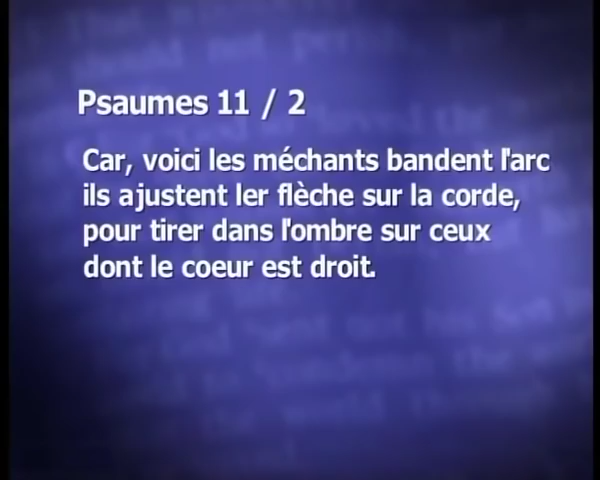 Psaumes 11 / 2
Car, voici les méchants bandent l'arc
ils ajustent ler flèche sur la corde,
pour tirer dans l'ombre sur ceux
dont le coeur est droit.